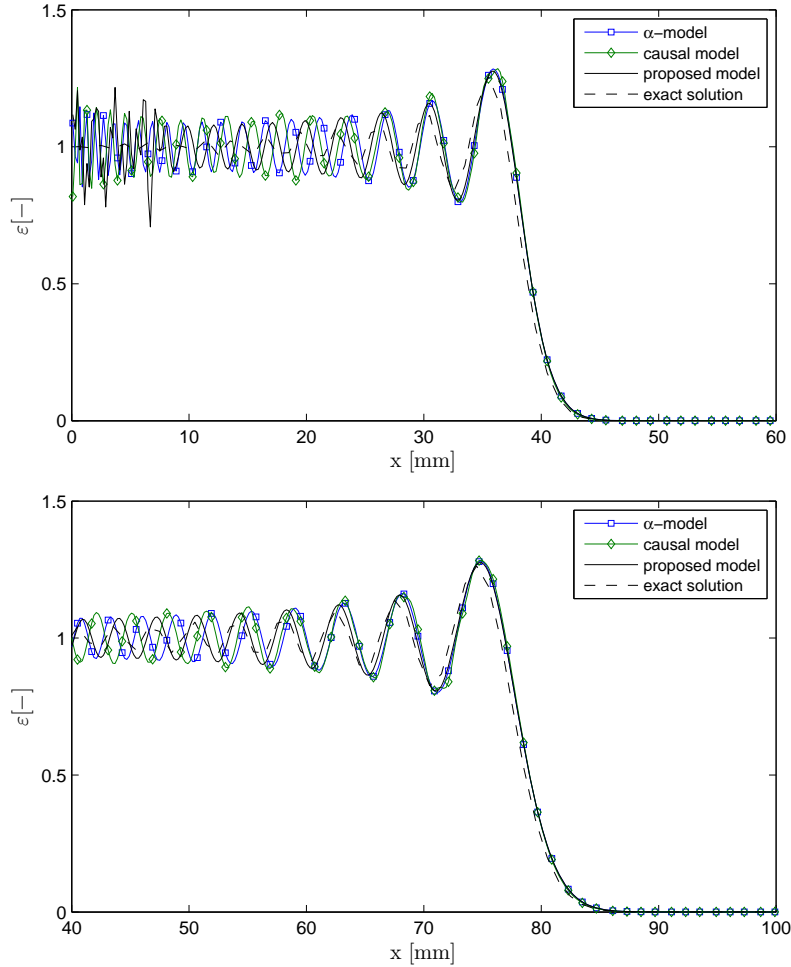 1.5
1
0.5
0
ε[−]
α−model
causal model
proposed model
exact solution
0 10 20 30 40 50 60
x [mm]
1.5
1
0.5
0
ε[−]
α−model
causal model
proposed model
exact solution
40 50 60 70 80 90 100
x [mm]